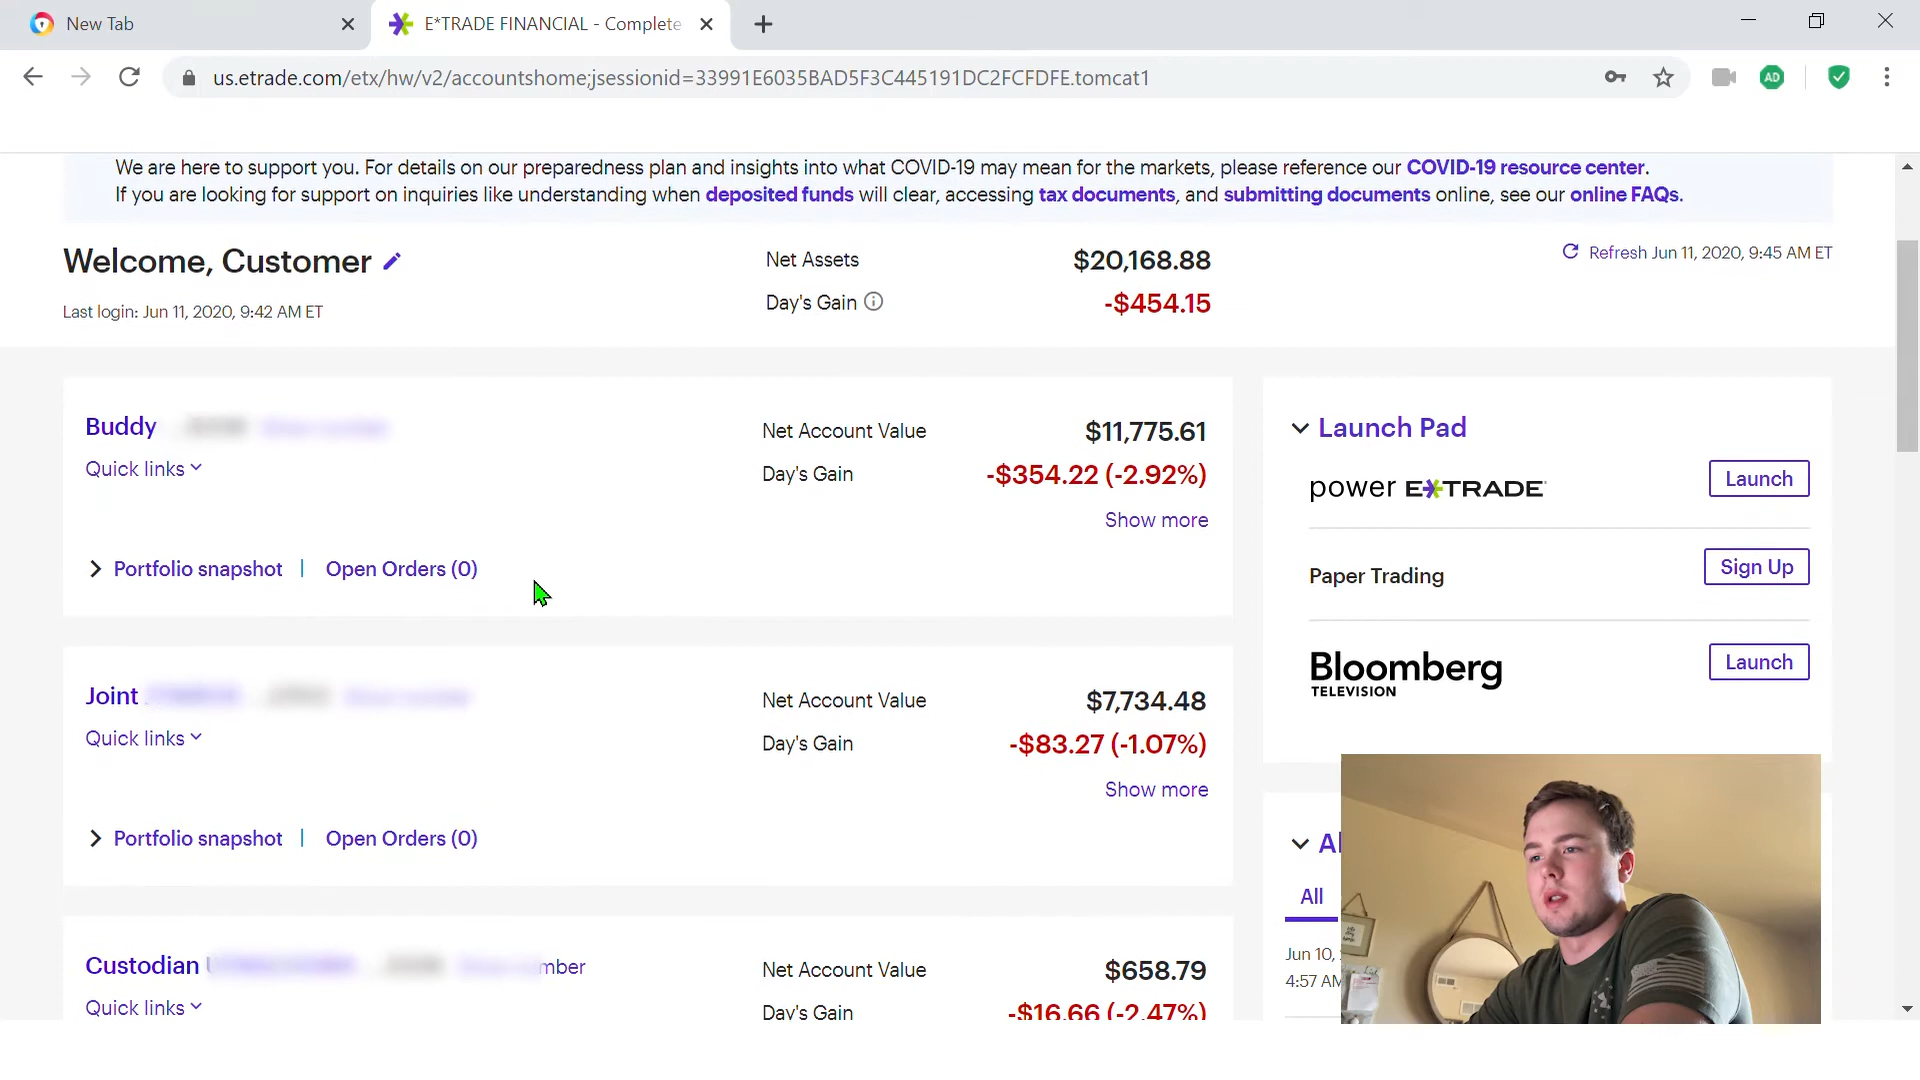 New Tab
E*TRADE FINANCIAL - Complete
us.etrade.com/etx/hw/v2/accountshome;jsessionid=33991E6035BAD5F3C445191DC2FCFDFE.tomcat1
AD
We are here to support you. For details on our preparedness plan and insights into what COVID-19 may mean for the markets, please reference our COVID-19 resource center.
If you are looking for support on inquiries like understanding when deposited funds will clear, accessing tax documents, and submitting documents online, see our online FAQs.
Welcome, Customer
Last login: Jun 11, 2020, 9:42 AM ET
Net Assets $20,168.88
Day's Gain -$454.15
Refresh Jun 11, 2020, 9:45 AM ET
Buddy
Quick links
Net Account Value $11,775.61
Day's Gain -$354.22 (-2.92%)
Show more
Portfolio snapshot | Open Orders (0)
Joint
Quick links
Net Account Value $7,734.48
Day's Gain -$83.27 (-1.07%)
Show more
Portfolio snapshot | Open Orders (0)
Custodian mber
Quick links
Net Account Value $658.79
Day's Gain -$16.66 (-2.47%)
Launch Pad
power E*TRADE Launch
Paper Trading Sign Up
Bloomberg
TELEVISION
Launch
Al
All
Jun 10,
4:57 AM